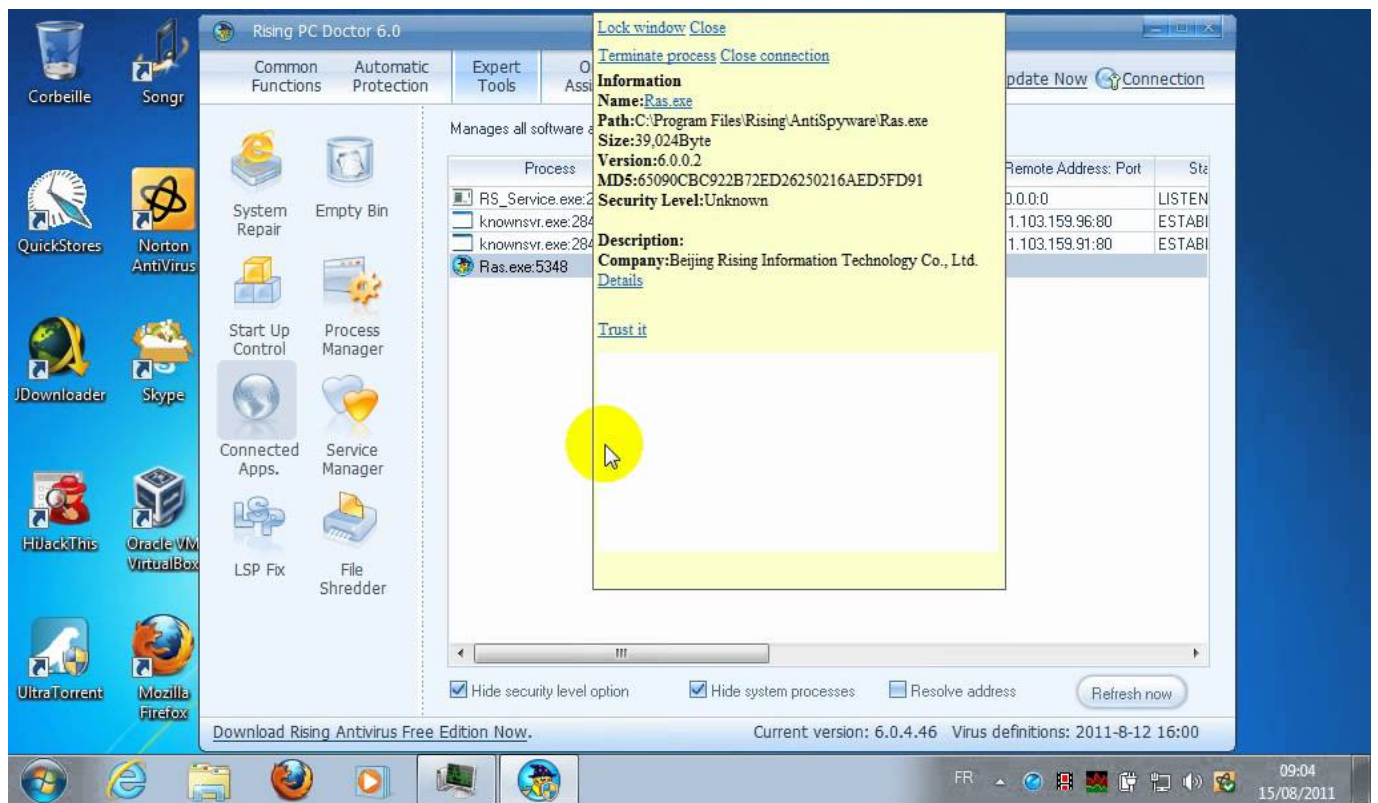 Corbeille
Songr
QuickStores
Norton AntiVirus
JDownloader
Skype
HiJackThis
Oracle VM VirtualBox
UltraTorrent
Mozilla Firefox
Rising PC Doctor 6.0
Common Functions
Automatic Protection
Expert Tools
O
Assi
pdate Now
Connection
System Repair
Empty Bin
Start Up Control
Process Manager
Connected Apps.
Service Manager
LSP Fix
File Shredder
Manages all software a
Process
Remote Address: Port
Sta
RS_Service.exe:2
0.0.0:0
LISTEN
knownsvr.exe:284
1.103.159.96:80
ESTABI
knownsvr.exe:284
1.103.159.91:80
ESTABI
Ras.exe:5348
Lock window Close
Terminate process Close connection
Information
Name:Ras.exe
Path:C:\Program Files\Rising\AntiSpyware\Ras.exe
Size:39,024Byte
Version:6.0.0.2
MD5:65090CBC922B72ED26250216AED5FD91
Security Level:Unknown
Description:
Company:Beijing Rising Information Technology Co., Ltd.
Details
Trust it
Hide security level option
Hide system processes
Resolve address
Refresh now
Download Rising Antivirus Free Edition Now.
Current version: 6.0.4.46
Virus definitions: 2011-8-12 16:00
FR
09:04
15/08/2011